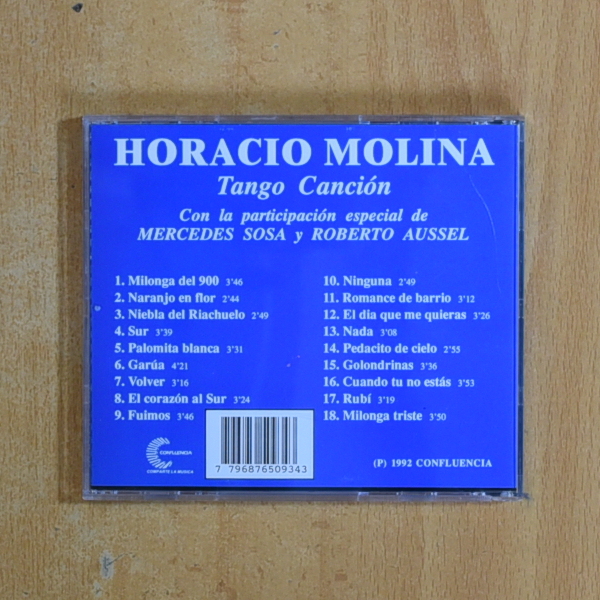 HORACIO MOLINA
Tango Canción
Con la participación especial de
MERCEDES SOSA y ROBERTO AUSSEL
1. Milonga del 900 3'46
2. Naranjo en flor 2'44
3. Niebla del Riachuelo 2'49
4. Sur 3'39
5. Palomita blanca 3'31
6. Garúa 4'21
7. Volver 3'16
8. El corazón al Sur 3'24
9. Fuimos 3'46
10. Ninguna 2'49
11. Romance de barrio 3'12
12. El día que me quieras 3'26
13. Nada 3'08
14. Pedacito de cielo 2'55
15. Golondrinas 3'36
16. Cuando tu no estás 3'53
17. Rubí 3'19
18. Milonga triste 3'50
CONFLUENCIA
COMPARTE LA MUSICA
7 796876509343
(P) 1992 CONFLUENCIA